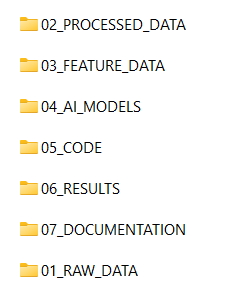 02_PROCESSED_DATA
03_FEATURE_DATA
04_AI_MODELS
05_CODE
06_RESULTS
07_DOCUMENTATION
01_RAW_DATA